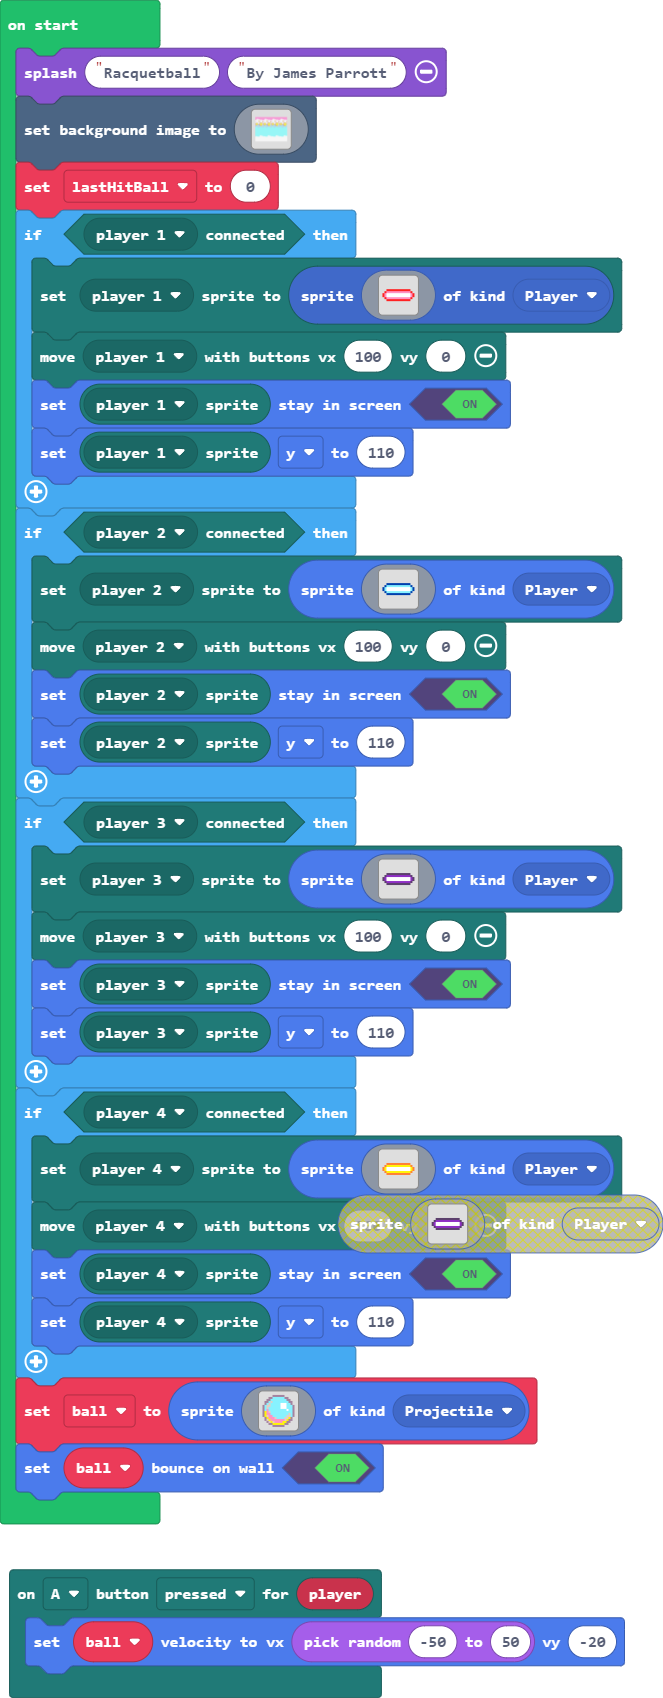 on start
splash "Racquetball" "By James Parrott"
set background image to
set lastHitBall to 0
if player 1 connected then
set player 1 sprite to sprite of kind Player
move player 1 with buttons vx 100 vy 0
set player 1 sprite stay in screen ON
set player 1 sprite y to 110
if player 2 connected then
set player 2 sprite to sprite of kind Player
move player 2 with buttons vx 100 vy 0
set player 2 sprite stay in screen ON
set player 2 sprite y to 110
if player 3 connected then
set player 3 sprite to sprite of kind Player
move player 3 with buttons vx 100 vy 0
set player 3 sprite stay in screen ON
set player 3 sprite y to 110
if player 4 connected then
set player 4 sprite to sprite of kind Player
move player 4 with buttons vx sprite of kind Player
set player 4 sprite stay in screen ON
set player 4 sprite y to 110
set ball to sprite of kind Projectile
set ball bounce on wall ON
on A button pressed for player
set ball velocity to vx pick random -50 to 50 vy -20